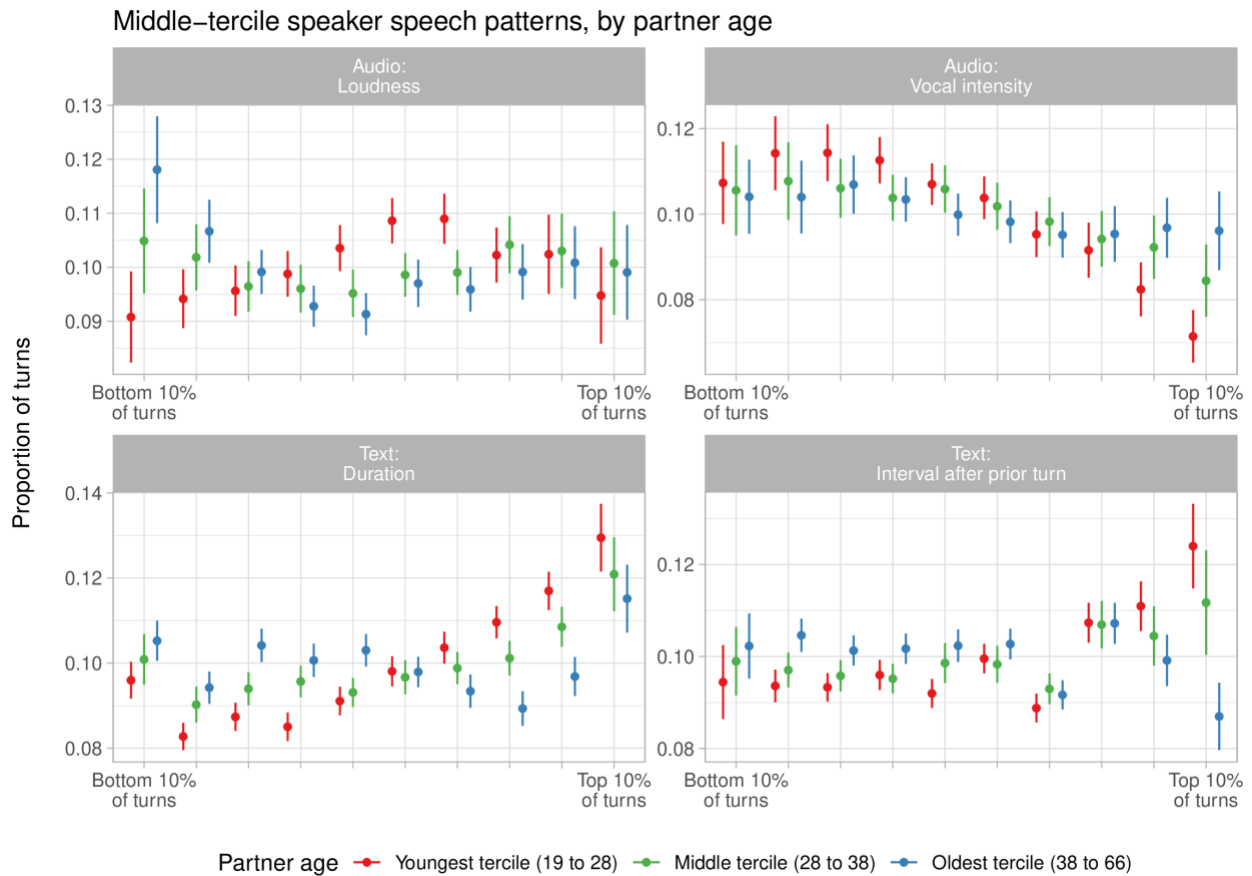 Middle−tercile speaker speech patterns, by partner age
Audio:
Loudness
0.13
0.12
0.11
0.10
0.09
Bottom 10%
of turns
Top 10%
of turns
Audio:
Vocal intensity
0.12
0.10
0.08
Bottom 10%
of turns
Top 10%
of turns
Proportion of turns
Text:
Duration
0.14
0.12
0.10
0.08
Bottom 10%
of turns
Top 10%
of turns
Text:
Interval after prior turn
0.12
0.10
0.08
Bottom 10%
of turns
Top 10%
of turns
Partner age Youngest tercile (19 to 28) Middle tercile (28 to 38) Oldest tercile (38 to 66)